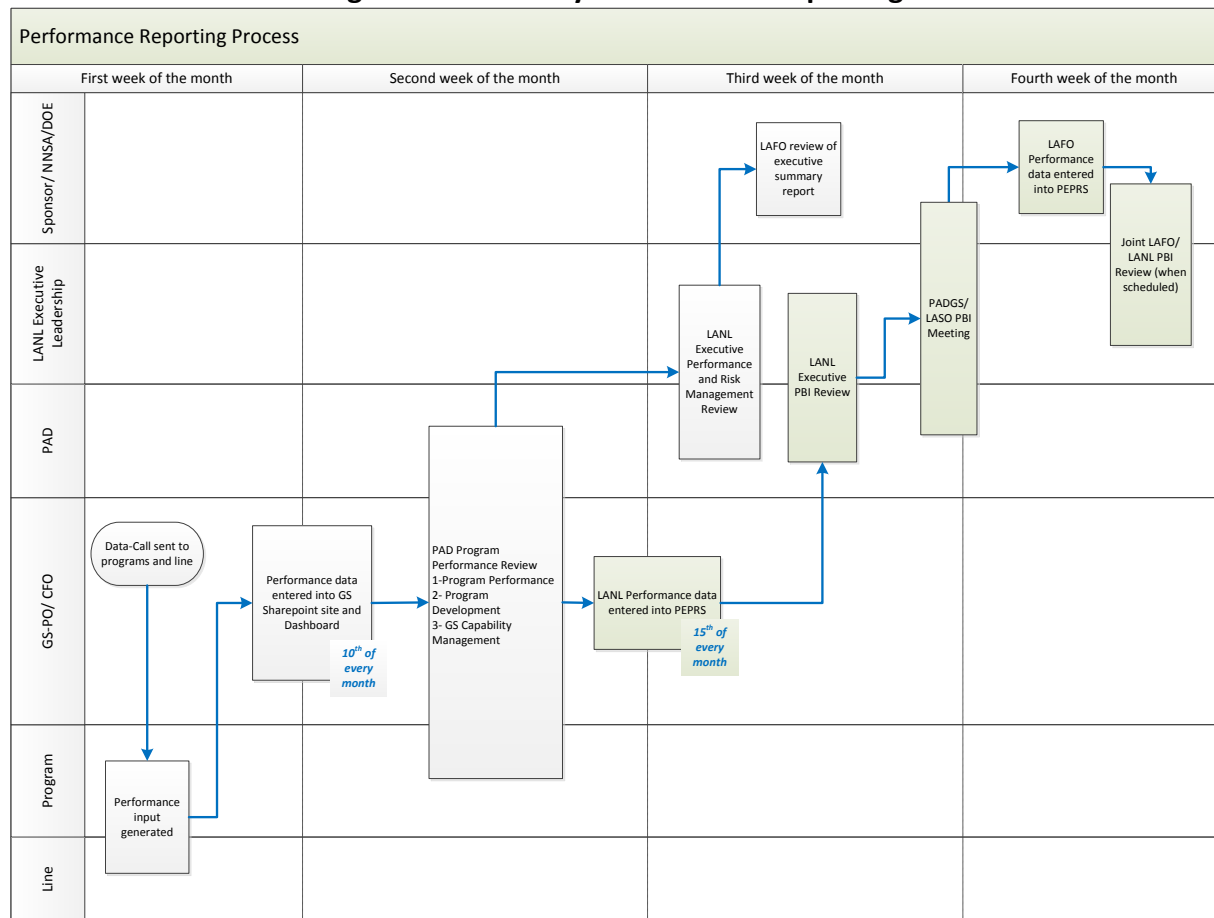 Performance Reporting Process
First week of the month
Second week of the month
Third week of the month
Fourth week of the month
Sponsor/ NNSA/DOE
LAFO review of
executive
summary
report
LAFO
Performance
data entered
into PEPRS
Joint LAFO/
LANL PBI
Review (when
scheduled)
LANL Executive
Leadership
LANL
Executive
Performance
and Risk
Management
Review
LANL
Executive
PBI Review
PADGS/
LASO PBI
Meeting
PAD
GS-PO/ CFO
Data-Call sent to
programs and line
Performance data
entered into GS
Sharepoint site and
Dashboard
10th of
every
month
PAD Program
Performance Review
1-Program Performance
2- Program
Development
3- GS Capability
Management
LANL Performance data
entered into PEPRS
15th of
every
month
Program
Performance
input
generated
Line